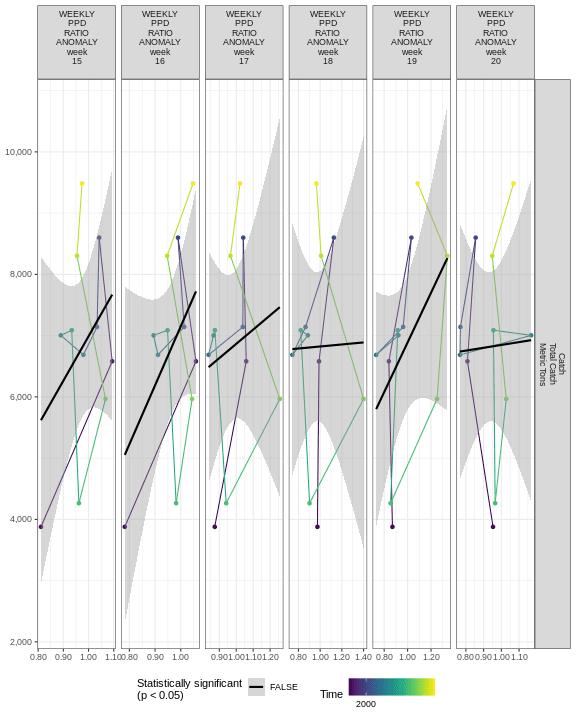 WEEKLY
PPD
RATIO
ANOMALY
week
15
WEEKLY
PPD
RATIO
ANOMALY
week
16
WEEKLY
PPD
RATIO
ANOMALY
week
17
WEEKLY
PPD
RATIO
ANOMALY
week
18
WEEKLY
PPD
RATIO
ANOMALY
week
19
WEEKLY
PPD
RATIO
ANOMALY
week
20
10,000
8,000
6,000
4,000
2,000
Catch
Total Catch
Metric Tons
0.80 0.90 1.00 1.10
0.80 0.90 1.00
0.90 1.00 1.10 1.20
0.80 1.00 1.20 1.40
0.80 1.00 1.20
0.80 0.90 1.00 1.10
Statistically significant
(p < 0.05)
FALSE
Time
2000